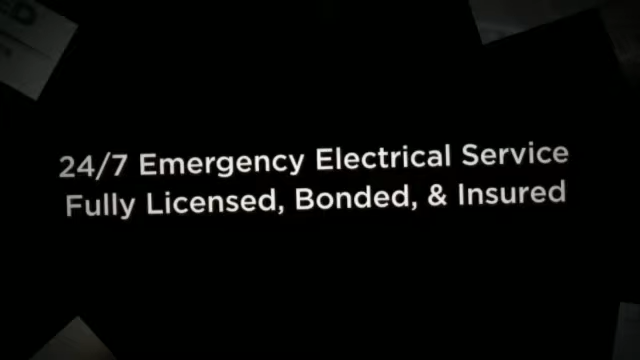 24/7 Emergency Electrical Service
Fully Licensed, Bonded, & Insured